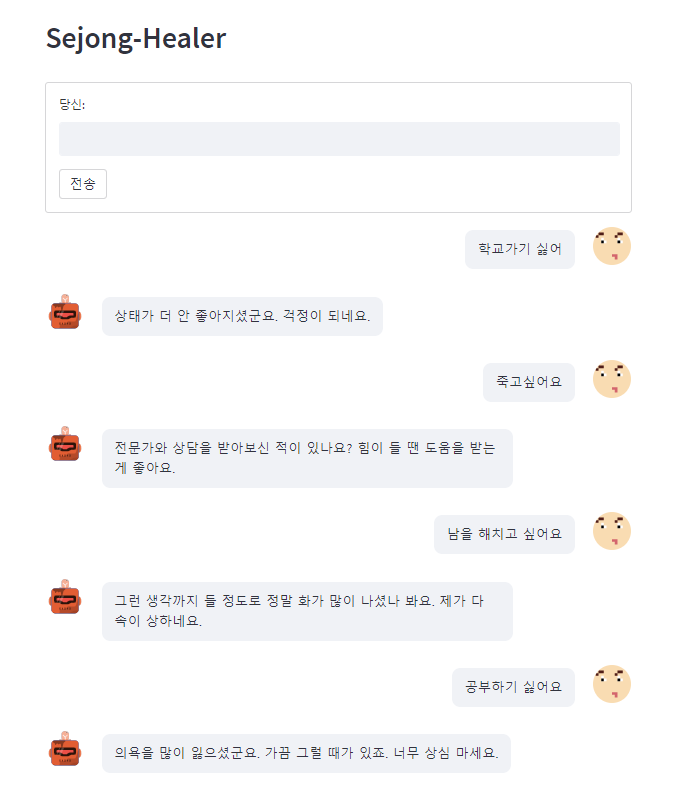 Sejong-Healer
당신:
전송
학교가기 싫어
상태가 더 안 좋아지셨군요. 걱정이 되네요.
죽고싶어요
전문가와 상담을 받아보신 적이 있나요? 힘이 들 땐 도움을 받는
게 좋아요.
남을 해치고 싶어요
그런 생각까지 들 정도로 정말 화가 많이 나셨나 봐요. 제가 다
속이 상하네요.
공부하기 싫어요
의욕을 많이 잃으셨군요. 가끔 그럴 때가 있죠. 너무 상심 마세요.